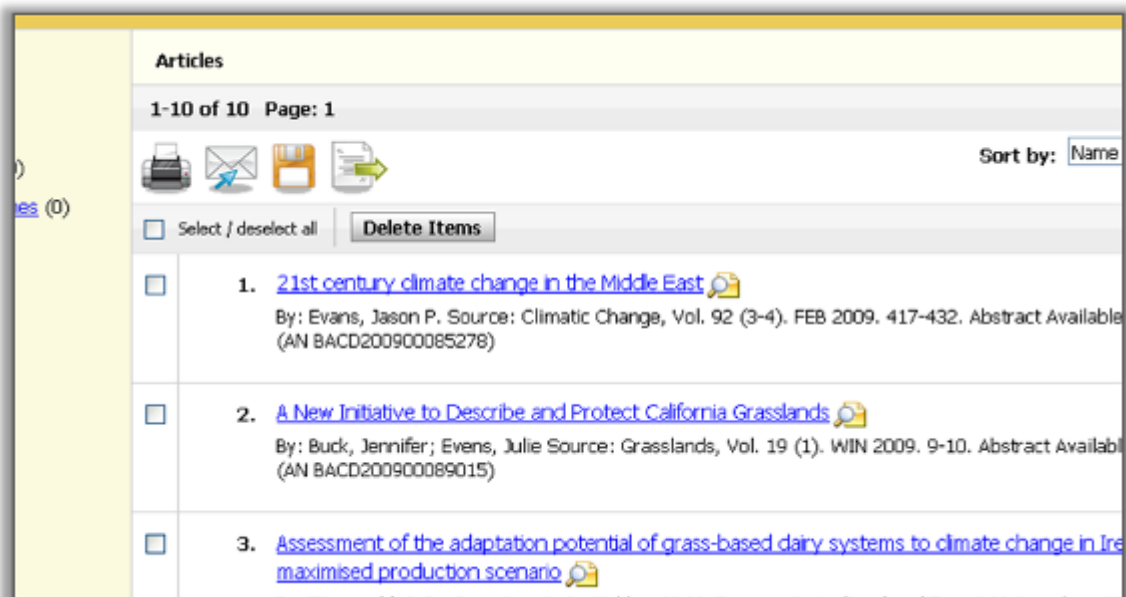 Articles
1-10 of 10 Page: 1
Sort by: Name
(0)
Select / deselect all Delete Items
1. 21st century climate change in the Middle East
By: Evans, Jason P. Source: Climatic Change, Vol. 92 (3-4). FEB 2009. 417-432. Abstract Available
(AN BACD200900085278)
2. A New Initiative to Describe and Protect California Grasslands
By: Buck, Jennifer; Evens, Julie Source: Grasslands, Vol. 19 (1). WIN 2009. 9-10. Abstract Availabl
(AN BACD200900089015)
3. Assessment of the adaptation potential of grass-based dairy systems to climate change in Ire
maximised production scenario